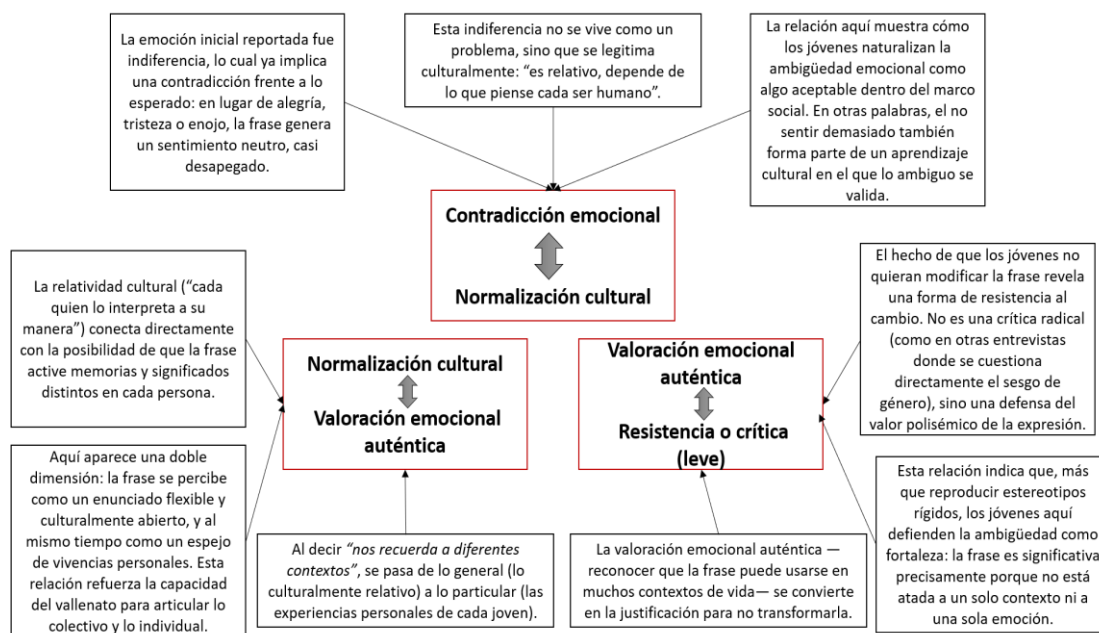 La emoción inicial reportada fue
indiferencia, lo cual ya implica
una contradicción frente a lo
esperado: en lugar de alegría,
tristeza o enojo, la frase genera
un sentimiento neutro, casi
desapegado.
Esta indiferencia no se vive como un
problema, sino que se legitima
culturalmente: “es relativo, depende de
lo que piense cada ser humano”.
La relación aquí muestra cómo
los jóvenes naturalizan la
ambigüedad emocional como
algo aceptable dentro del marco
social. En otras palabras, el no
sentir demasiado también
forma parte de un aprendizaje
cultural en el que lo ambiguo se
valida.
Contradicción emocional
Normalización cultural
La relatividad cultural (“cada
quien lo interpreta a su
manera”) conecta directamente
con la posibilidad de que la frase
active memorias y significados
distintos en cada persona.
Normalización cultural
Valoración emocional
auténtica
Valoración emocional
auténtica
Resistencia o crítica
(leve)
El hecho de que los jóvenes no
quieran modificar la frase revela
una forma de resistencia al
cambio. No es una crítica radical
(como en otras entrevistas
donde se cuestiona
directamente el sesgo de
género), sino una defensa del
valor polisémico de la expresión.
Aquí aparece una doble
dimensión: la frase se percibe
como un enunciado flexible y
culturalmente abierto, y al
mismo tiempo como un espejo
de vivencias personales. Esta
relación refuerza la capacidad
del vallenato para articular lo
colectivo y lo individual.
Al decir “nos recuerda a diferentes
contextos”, se pasa de lo general (lo
culturalmente relativo) a lo particular (las
experiencias personales de cada joven).
La valoración emocional auténtica —
reconocer que la frase puede usarse en
muchos contextos de vida— se convierte
en la justificación para no transformarla.
Esta relación indica que, más
que reproducir estereotipos
rígidos, los jóvenes aquí
defienden la ambigüedad como
fortaleza: la frase es significativa
precisamente porque no está
atada a un solo contexto ni a
una sola emoción.